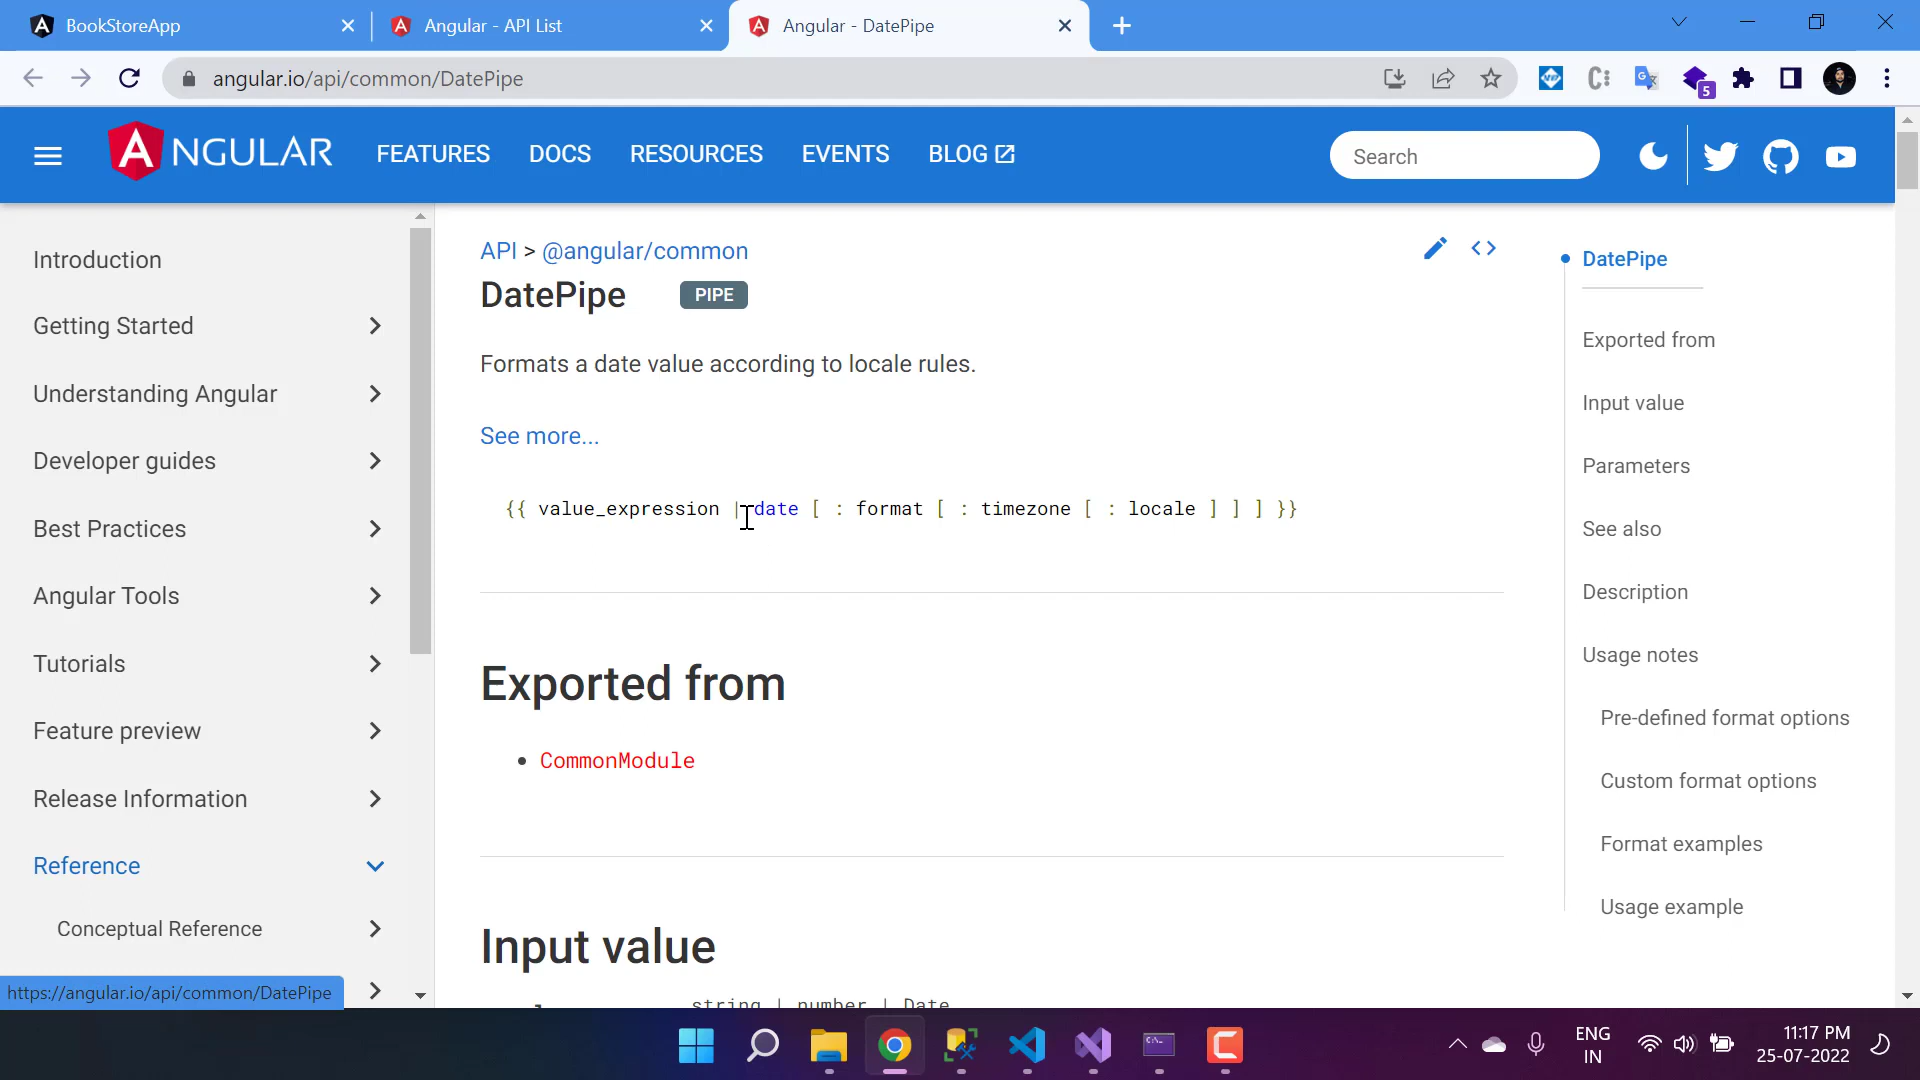 BookStoreApp
Angular - API List
Angular - DatePipe
angular.io/api/common/DatePipe
5
ANGULAR
FEATURES
DOCS
RESOURCES
EVENTS
BLOG
Search
Introduction
Getting Started
Understanding Angular
Developer guides
Best Practices
Angular Tools
Tutorials
Feature preview
Release Information
Reference
Conceptual Reference
https://angular.io/api/common/DatePipe
API > @angular/common
DatePipe PIPE
Formats a date value according to locale rules.
See more...
{{ value_expression | date [ : format [ : timezone [ : locale ] ] ] }}
Exported from
CommonModule
Input value
string | number | Date
DatePipe
Exported from
Input value
Parameters
See also
Description
Usage notes
Pre-defined format options
Custom format options
Format examples
Usage example
ENG
IN
11:17 PM
25-07-2022